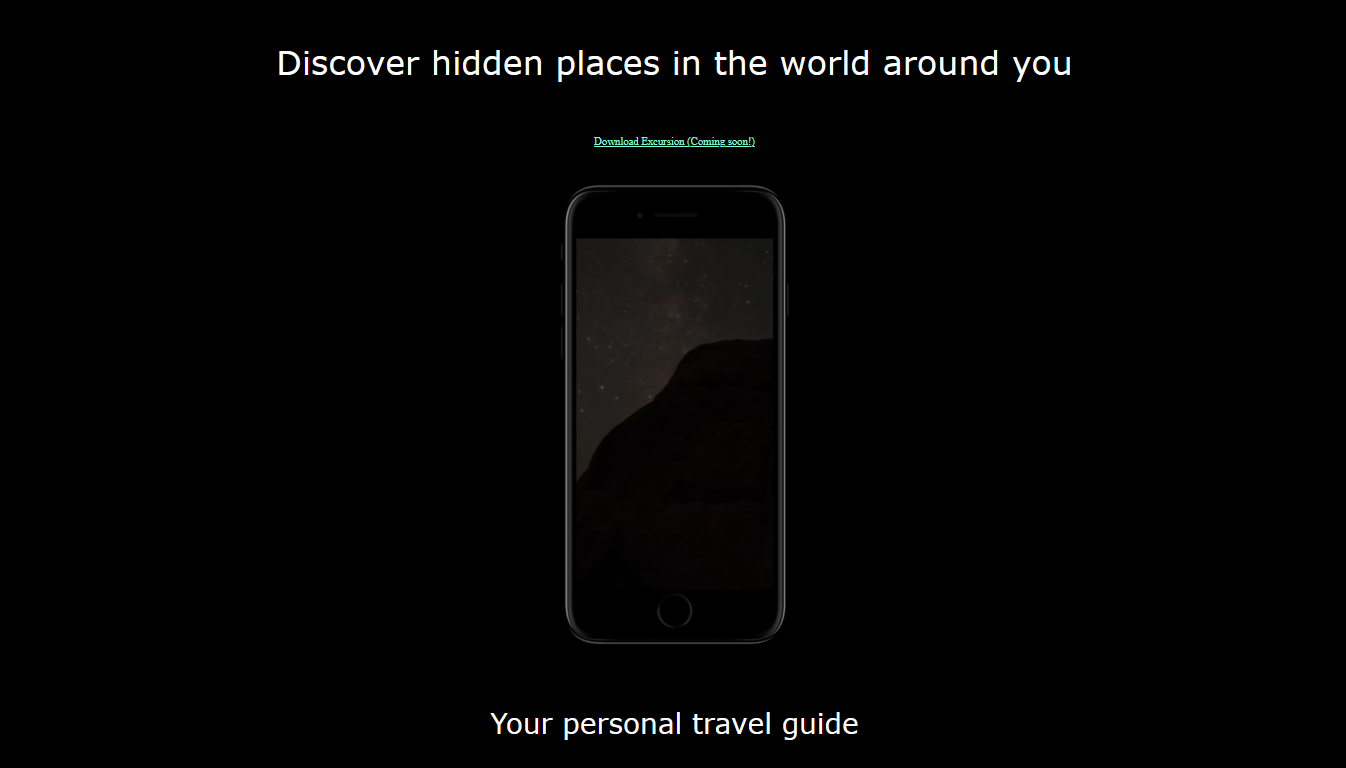 Discover hidden places in the world around you
Download Excursion (Coming soon!)
Your personal travel guide